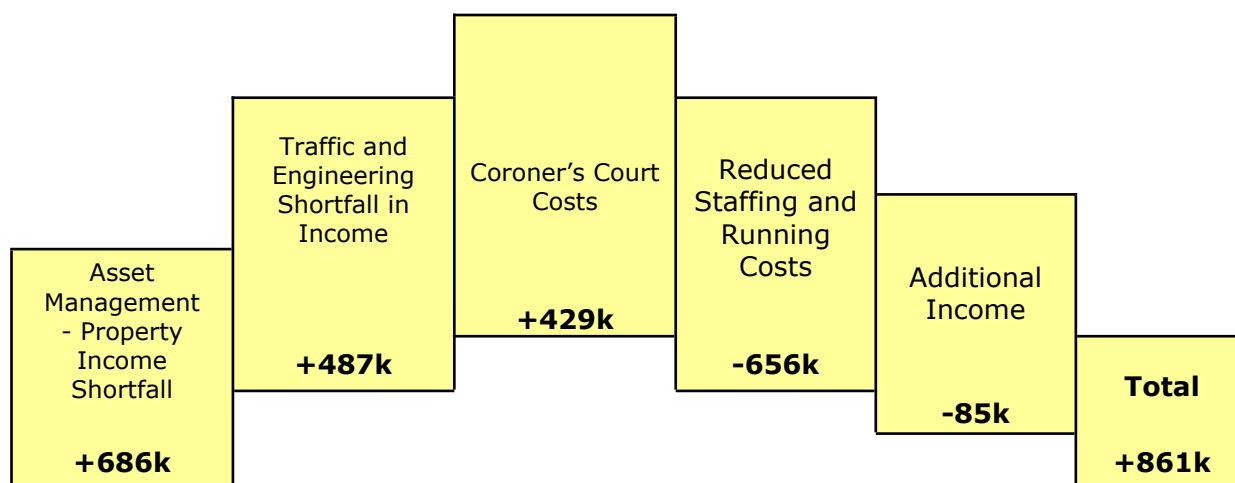 Asset
Management
- Property
Income
Shortfall
+686k
Traffic and
Engineering
Shortfall in
Income
+487k
Coroner’s Court
Costs
+429k
Reduced
Staffing and
Running
Costs
-656k
Additional
Income
-85k
Total
+861k